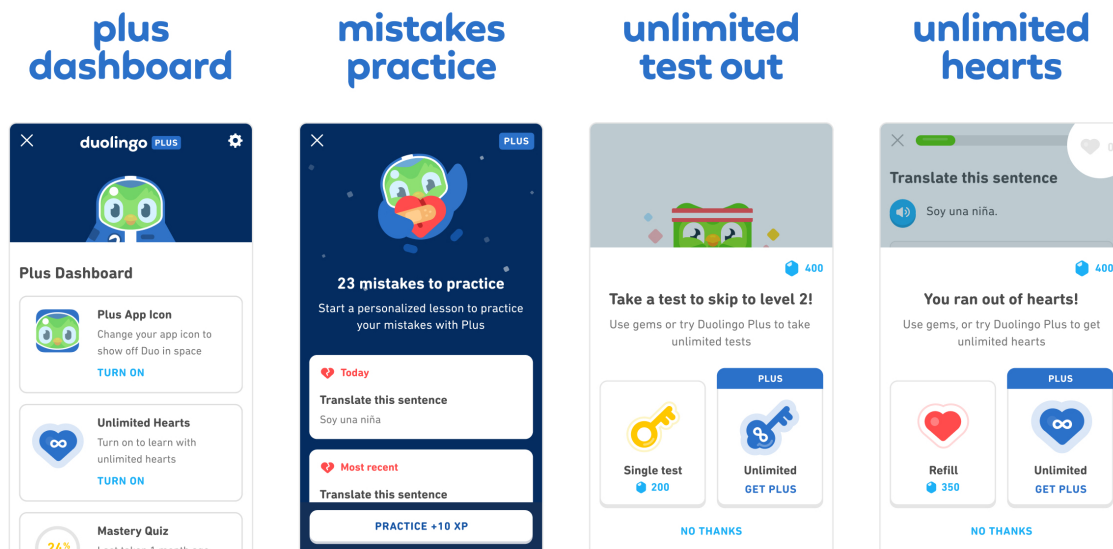 plus
dashboard
mistakes
practice
unlimited
test out
unlimited
hearts
duolingo PLUS
Plus Dashboard
Plus App Icon
Change your app icon to
show off Duo in space
TURN ON
Unlimited Hearts
Turn on to learn with
unlimited hearts
TURN ON
Mastery Quiz
24%
PLUS
23 mistakes to practice
Start a personalized lesson to practice
your mistakes with Plus
Today
Translate this sentence
Soy una niña
Most recent
Translate this sentence
PRACTICE +10 XP
400
Take a test to skip to level 2!
Use gems or try Duolingo Plus to take
unlimited tests
PLUS
Single test
200
Unlimited
GET PLUS
NO THANKS
0
Translate this sentence
Soy una niña.
400
You ran out of hearts!
Use gems, or try Duolingo Plus to get
unlimited hearts
PLUS
Refill
350
Unlimited
GET PLUS
NO THANKS